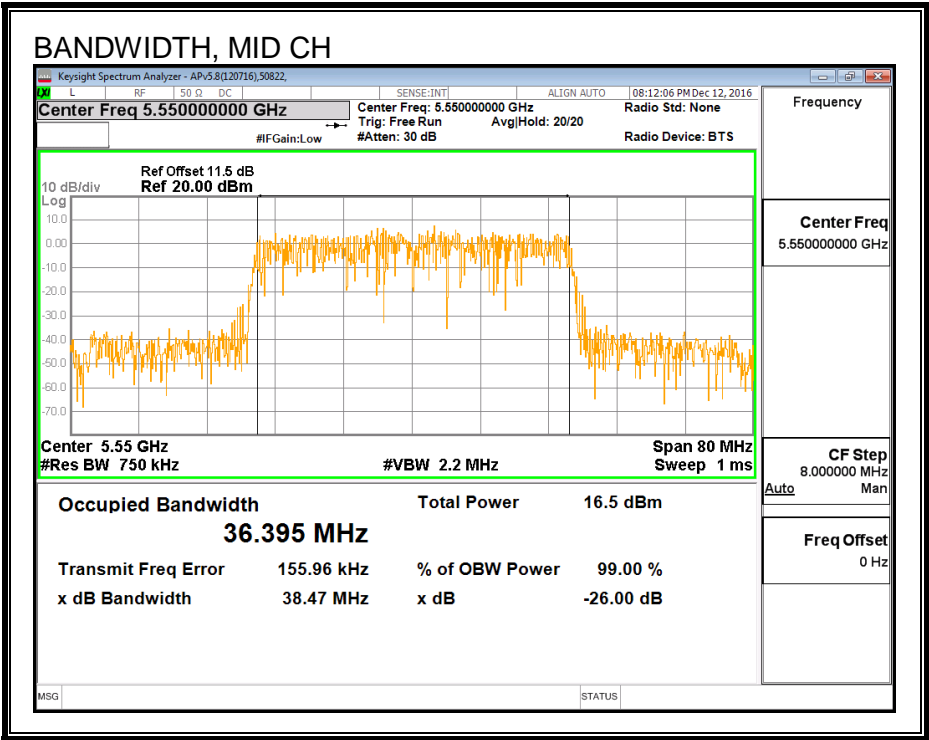 BANDWIDTH, MID CH
Keysight Spectrum Analyzer - APv5.8(120716),50822,
LXI L RF 50 Ω DC SENSE:INT ALIGN AUTO 08:12:06 PM Dec 12, 2016
Center Freq 5.550000000 GHz
Center Freq: 5.550000000 GHz
Radio Std: None
Trig: Free Run Avg|Hold: 20/20
#IFGain:Low
#Atten: 30 dB
Radio Device: BTS
Ref Offset 11.5 dB
10 dB/div Ref 20.00 dBm
Log
10.0
0.00
-10.0
-20.0
-30.0
-40.0
-50.0
-60.0
-70.0
Center 5.55 GHz Span 80 MHz
#Res BW 750 kHz #VBW 2.2 MHz Sweep 1 ms
Occupied Bandwidth Total Power 16.5 dBm
36.395 MHz
Transmit Freq Error 155.96 kHz % of OBW Power 99.00 %
x dB Bandwidth 38.47 MHz x dB -26.00 dB
MSG STATUS
Frequency
Center Freq
5.550000000 GHz
CF Step
8.000000 MHz
Auto Man
Freq Offset
0 Hz